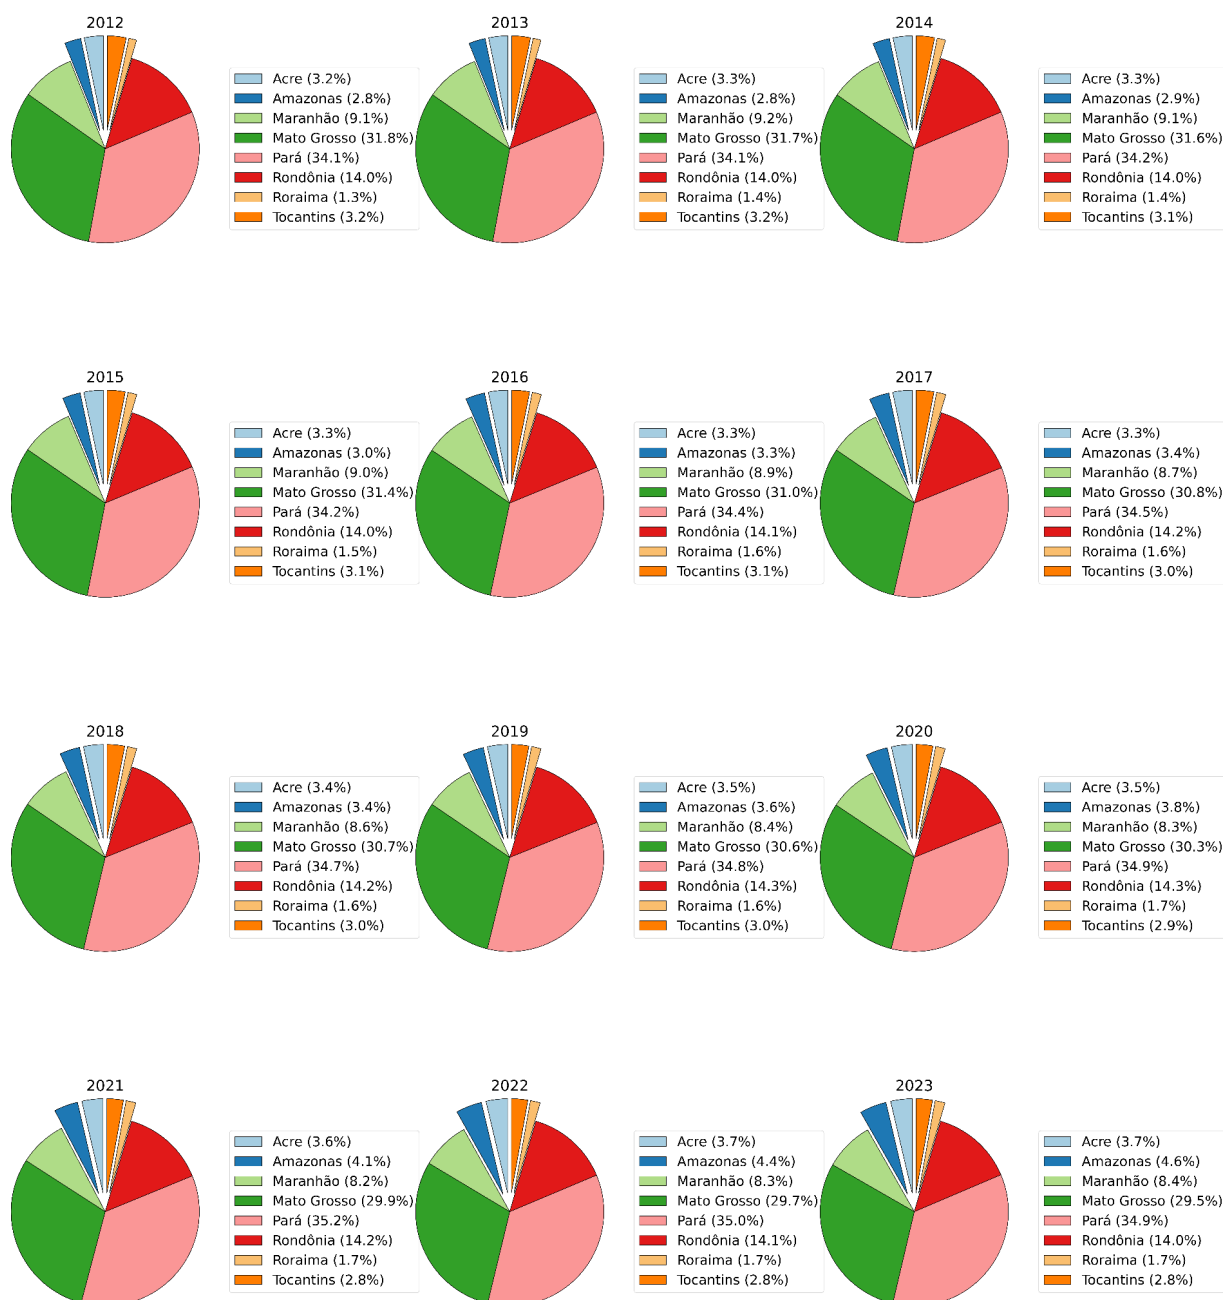 2012
Acre (3.2%)
Amazonas (2.8%)
Maranhão (9.1%)
Mato Grosso (31.8%)
Pará (34.1%)
Rondônia (14.0%)
Roraima (1.3%)
Tocantins (3.2%)
2013
Acre (3.3%)
Amazonas (2.8%)
Maranhão (9.2%)
Mato Grosso (31.7%)
Pará (34.1%)
Rondônia (14.0%)
Roraima (1.4%)
Tocantins (3.2%)
2014
Acre (3.3%)
Amazonas (2.9%)
Maranhão (9.1%)
Mato Grosso (31.6%)
Pará (34.2%)
Rondônia (14.0%)
Roraima (1.4%)
Tocantins (3.1%)
2015
Acre (3.3%)
Amazonas (3.0%)
Maranhão (9.0%)
Mato Grosso (31.4%)
Pará (34.2%)
Rondônia (14.0%)
Roraima (1.5%)
Tocantins (3.1%)
2016
Acre (3.3%)
Amazonas (3.3%)
Maranhão (8.9%)
Mato Grosso (31.0%)
Pará (34.4%)
Rondônia (14.1%)
Roraima (1.6%)
Tocantins (3.1%)
2017
Acre (3.3%)
Amazonas (3.4%)
Maranhão (8.7%)
Mato Grosso (30.8%)
Pará (34.5%)
Rondônia (14.2%)
Roraima (1.6%)
Tocantins (3.0%)
2018
Acre (3.4%)
Amazonas (3.4%)
Maranhão (8.6%)
Mato Grosso (30.7%)
Pará (34.7%)
Rondônia (14.2%)
Roraima (1.6%)
Tocantins (3.0%)
2019
Acre (3.5%)
Amazonas (3.6%)
Maranhão (8.4%)
Mato Grosso (30.6%)
Pará (34.8%)
Rondônia (14.3%)
Roraima (1.6%)
Tocantins (3.0%)
2020
Acre (3.5%)
Amazonas (3.8%)
Maranhão (8.3%)
Mato Grosso (30.3%)
Pará (34.9%)
Rondônia (14.3%)
Roraima (1.7%)
Tocantins (2.9%)
2021
Acre (3.6%)
Amazonas (4.1%)
Maranhão (8.2%)
Mato Grosso (29.9%)
Pará (35.2%)
Rondônia (14.2%)
Roraima (1.7%)
Tocantins (2.8%)
2022
Acre (3.7%)
Amazonas (4.4%)
Maranhão (8.3%)
Mato Grosso (29.7%)
Pará (35.0%)
Rondônia (14.1%)
Roraima (1.7%)
Tocantins (2.8%)
2023
Acre (3.7%)
Amazonas (4.6%)
Maranhão (8.4%)
Mato Grosso (29.5%)
Pará (34.9%)
Rondônia (14.0%)
Roraima (1.7%)
Tocantins (2.8%)